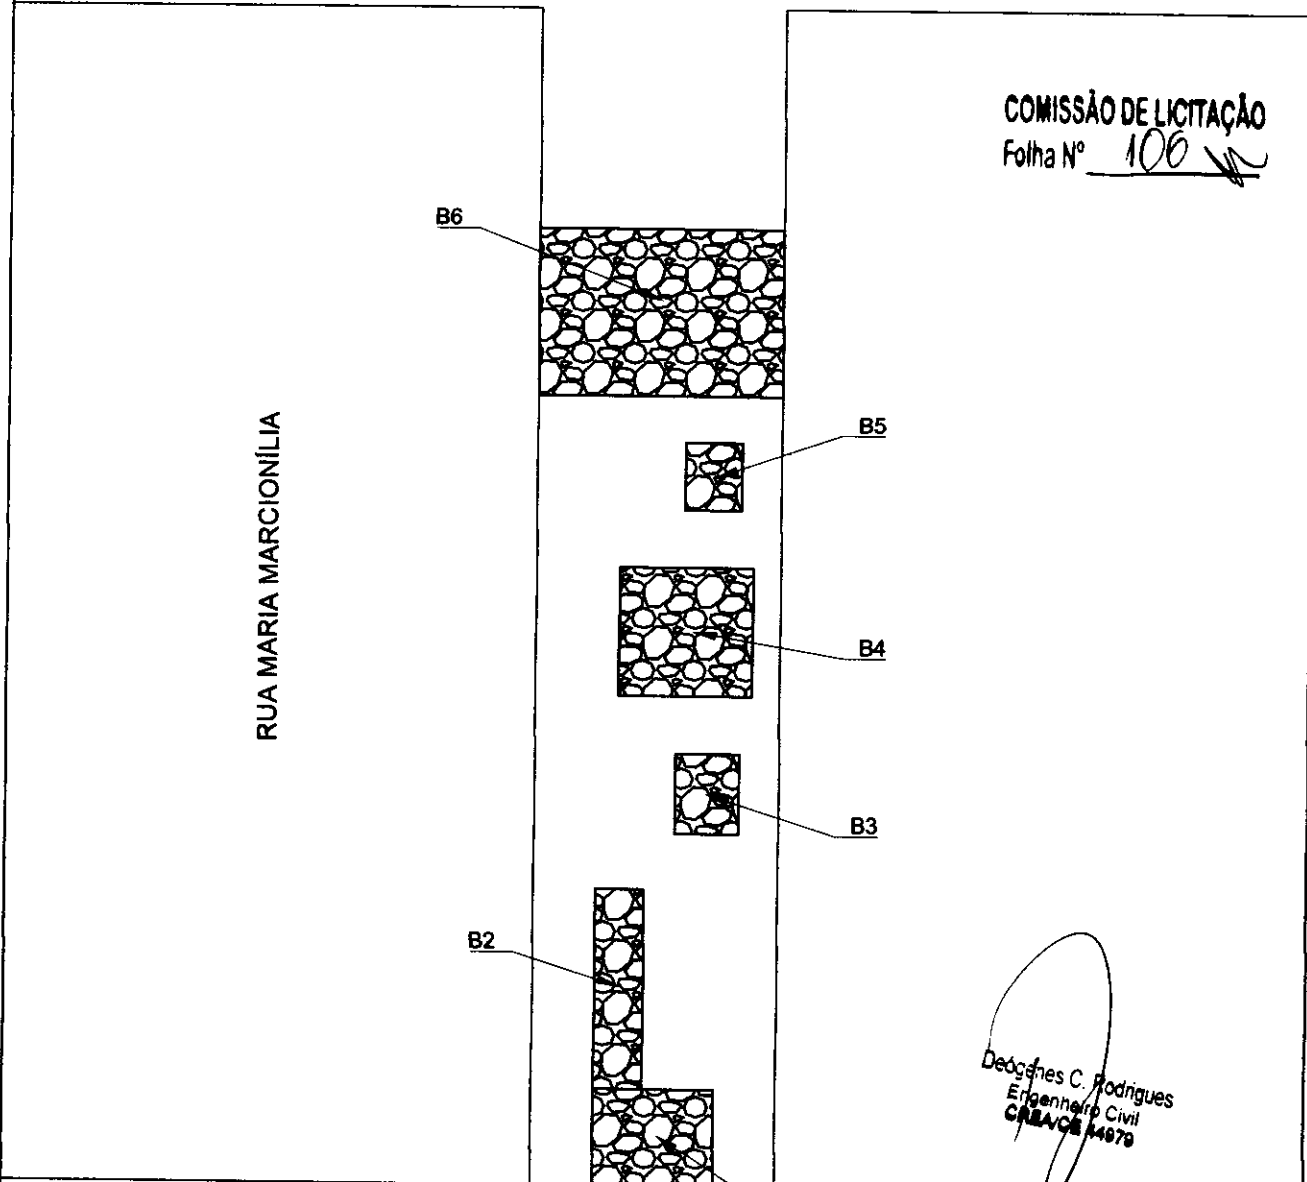 COMISSÃO DE LICITAÇÃO
Folha Nº 106
B6
B5
RUA MARIA MARCIONÍLIA
B4
B3
B2
Deógenes C. Rodrigues
Engenheiro Civil
CREA/CE 44979